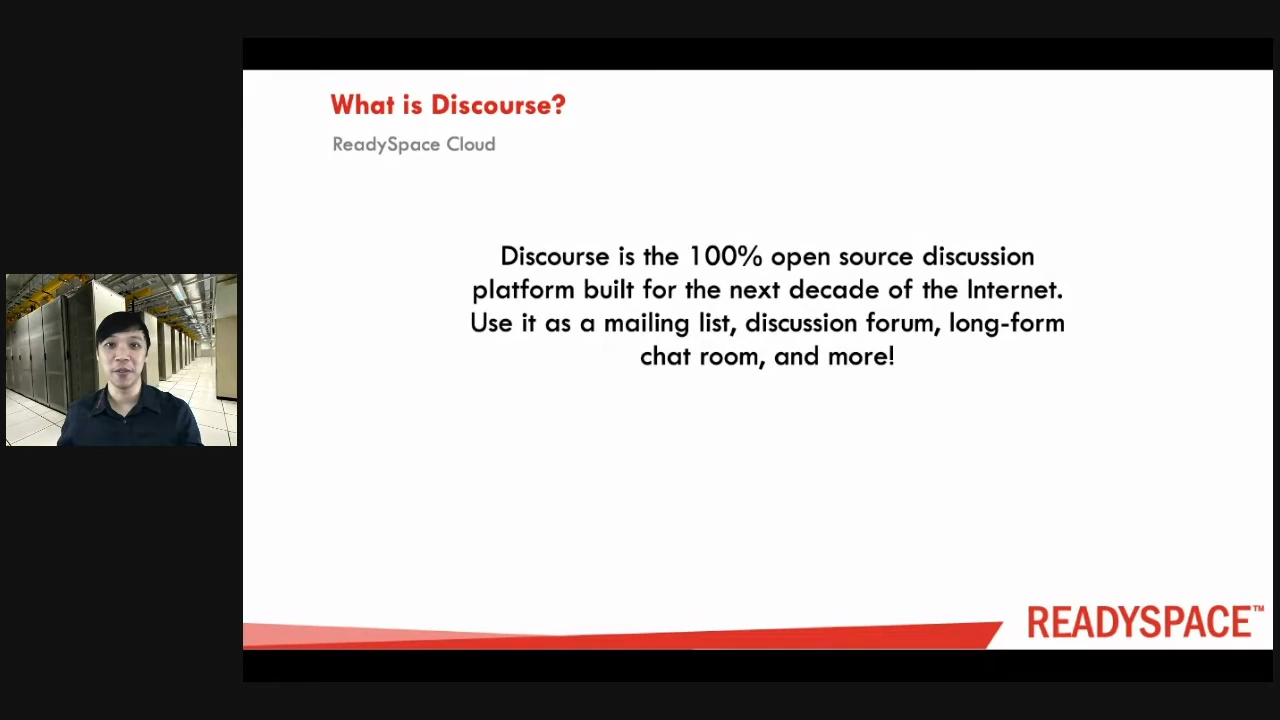 What is Discourse?
ReadySpace Cloud
Discourse is the 100% open source discussion
platform built for the next decade of the Internet.
Use it as a mailing list, discussion forum, long-form
chat room, and more!
READYSPACE™